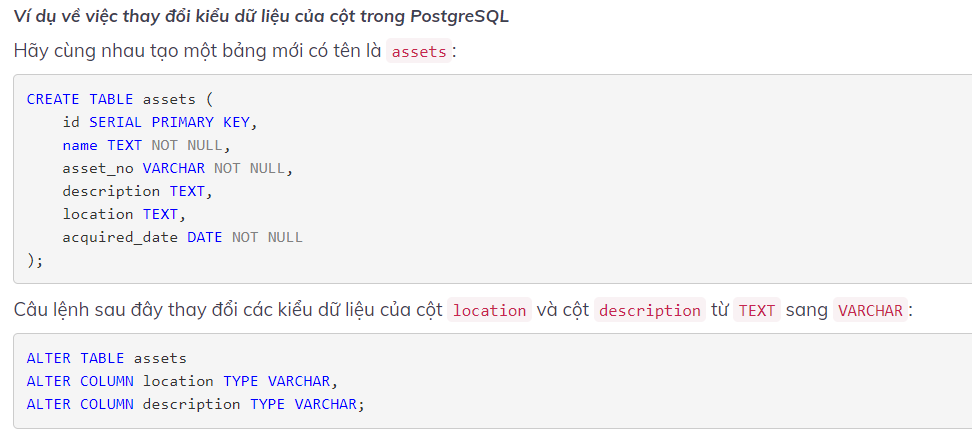 Ví dụ về việc thay đổi kiểu dữ liệu của cột trong PostgreSQL
Hãy cùng nhau tạo một bảng mới có tên là assets:
CREATE TABLE assets (
    id SERIAL PRIMARY KEY,
    name TEXT NOT NULL,
    asset_no VARCHAR NOT NULL,
    description TEXT,
    location TEXT,
    acquired_date DATE NOT NULL
);
Câu lệnh sau đây thay đổi các kiểu dữ liệu của cột location và cột description từ TEXT sang VARCHAR:
ALTER TABLE assets
ALTER COLUMN location TYPE VARCHAR,
ALTER COLUMN description TYPE VARCHAR;